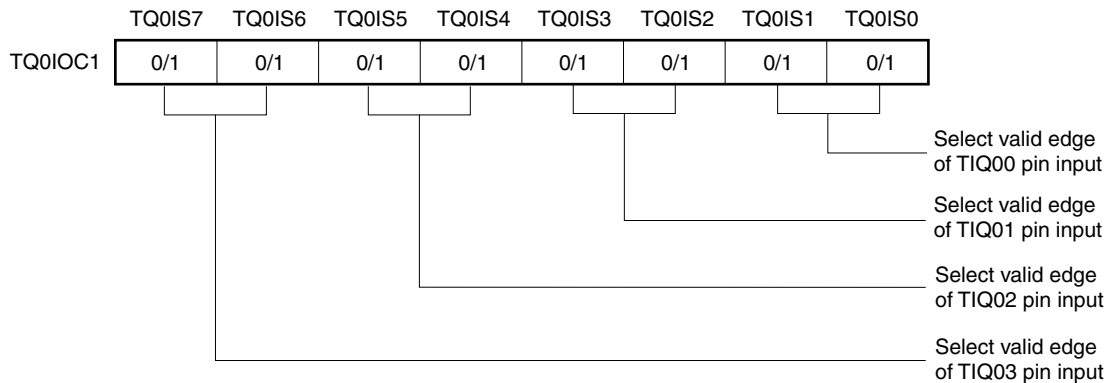 TQ0IS7 TQ0IS6 TQ0IS5 TQ0IS4 TQ0IS3 TQ0IS2 TQ0IS1 TQ0IS0
TQ0IOC1 0/1 0/1 0/1 0/1 0/1 0/1 0/1 0/1
Select valid edge
of TIQ00 pin input
Select valid edge
of TIQ01 pin input
Select valid edge
of TIQ02 pin input
Select valid edge
of TIQ03 pin input